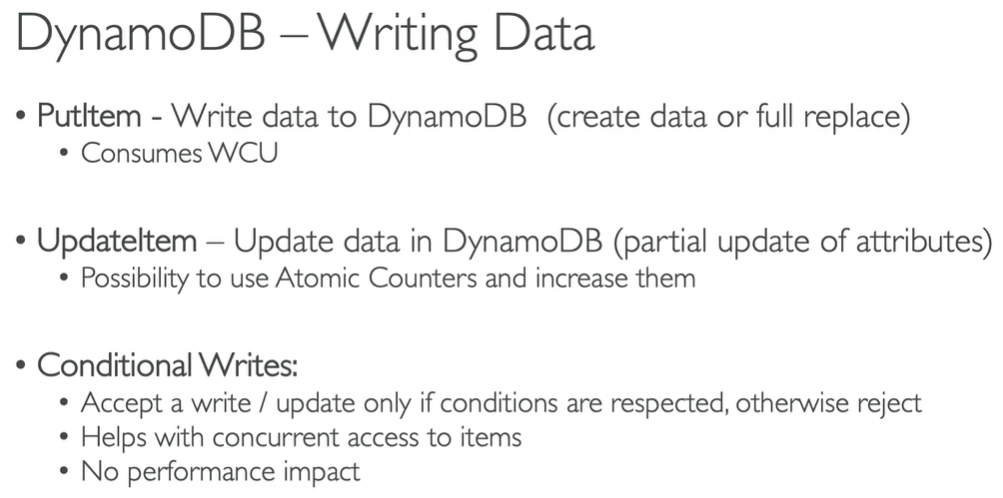 DynamoDB – Writing Data
• PutItem - Write data to DynamoDB (create data or full replace)
• Consumes WCU
• UpdateItem – Update data in DynamoDB (partial update of attributes)
• Possibility to use Atomic Counters and increase them
• Conditional Writes:
• Accept a write / update only if conditions are respected, otherwise reject
• Helps with concurrent access to items
• No performance impact